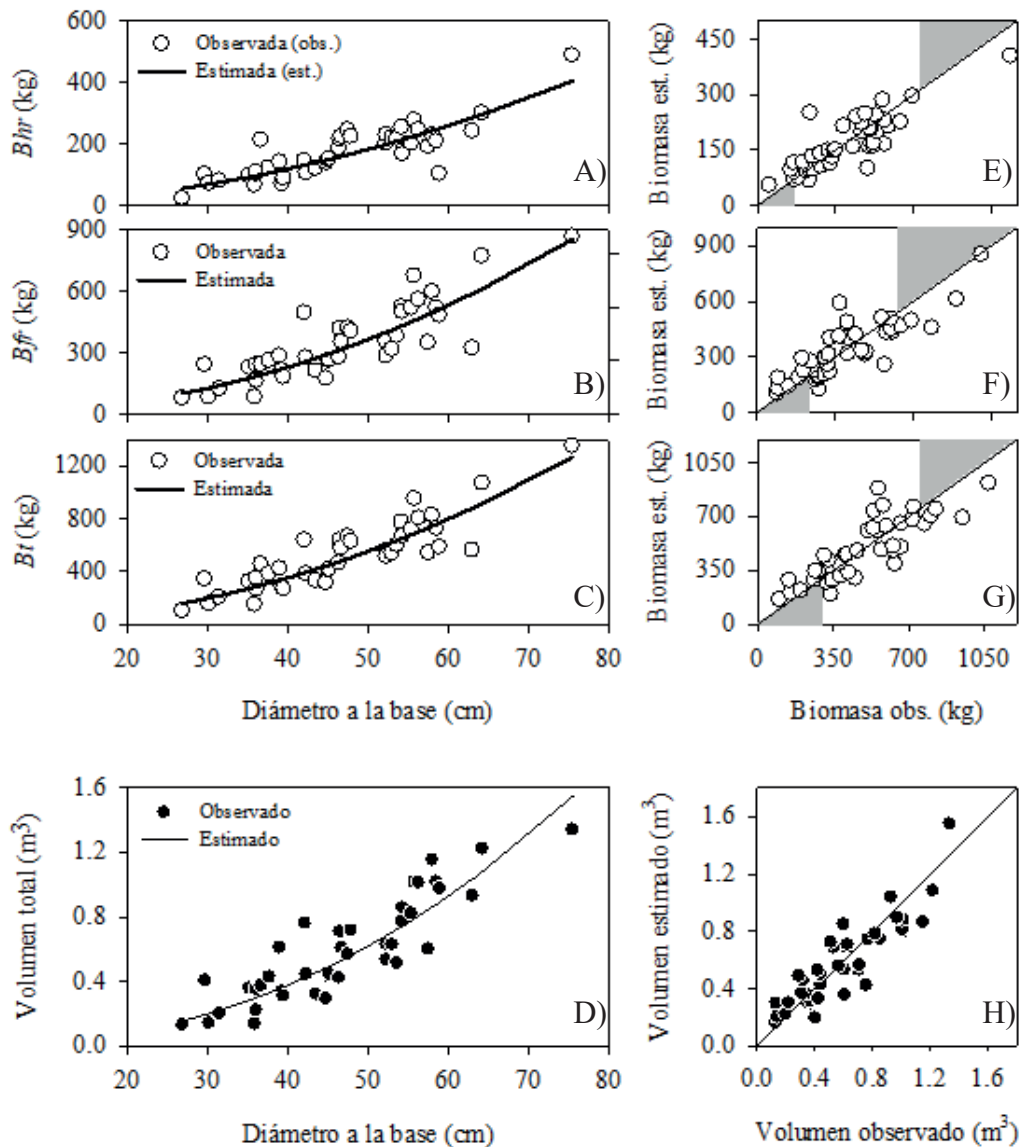 600
400
200
0
Bhr (kg)
Observada (obs.)
Estimada (est.)
A)
450
300
150
0
Biomasa est. (kg)
E)
900
600
300
0
Bfr (kg)
Observada
Estimada
B)
900
600
300
0
Biomasa est. (kg)
F)
1200
800
400
0
Bt (kg)
Observada
Estimada
C)
20 30 40 50 60 70 80
Diámetro a la base (cm)
1050
700
350
0
Biomasa est. (kg)
G)
0 350 700 1050
Biomasa obs. (kg)
1.6
1.2
0.8
0.4
0.0
Volumen total (m³)
Observado
Estimado
D)
20 30 40 50 60 70 80
Diámetro a la base (cm)
1.6
1.2
0.8
0.4
0.0
Volumen estimado (m³)
H)
0.0 0.4 0.8 1.2 1.6
Volumen observado (m³)